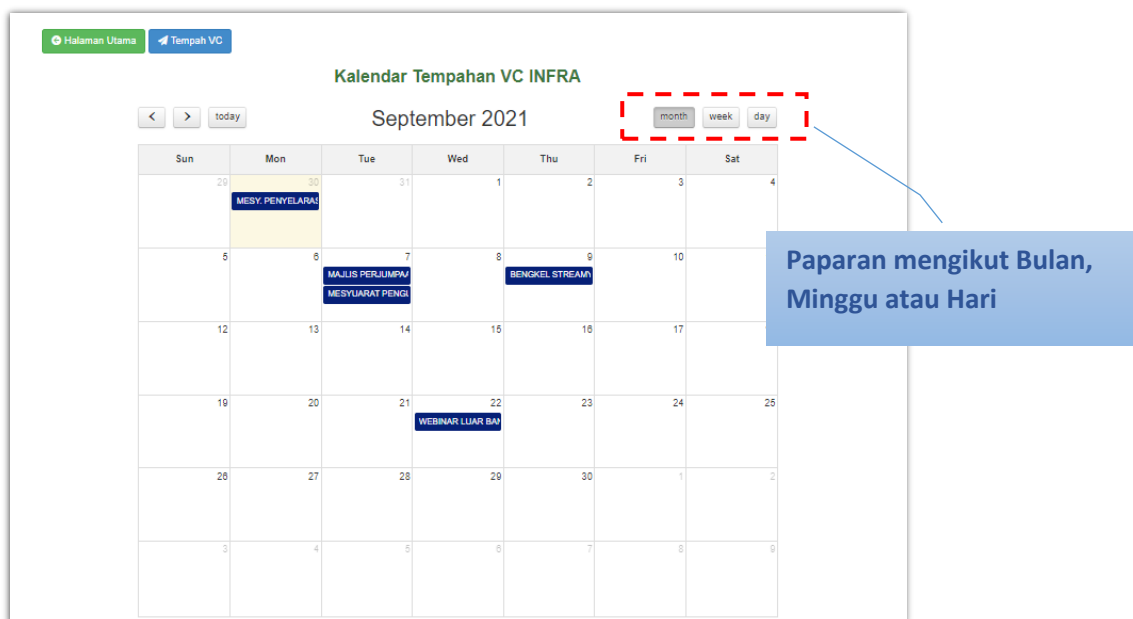 Halaman Utama Tempah VC
Kalendar Tempahan VC INFRA
today September 2021 month week day
Sun Mon Tue Wed Thu Fri Sat
29 30 31 1 2 3 4
MESY. PENYELARAS
5 6 7 8 9 10
MAJLIS PERJUMPAA BENGKEL STREAMY
MESYUARAT PENGU
Paparan mengikut Bulan,
Minggu atau Hari
12 13 14 15 16 17
19 20 21 22 23 24 25
WEBINAR LUAR BAN
26 27 28 29 30 1 2
3 4 5 6 7 8 9